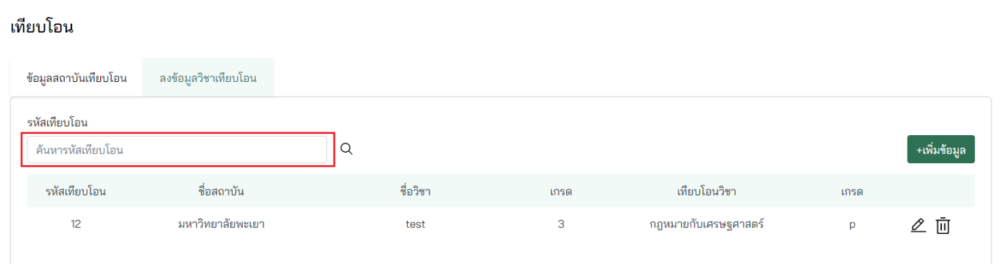 เทียบโอน
ข้อมูลสถาบันเทียบโอน ลงข้อมูลวิชาเทียบโอน
รหัสเทียบโอน
ค้นหารหัสเทียบโอน +เพิ่มข้อมูล
รหัสเทียบโอน ชื่อสถาบัน ชื่อวิชา เกรด เทียบโอนวิชา เกรด
12 มหาวิทยาลัยพะเยา test 3 กฎหมายกับเศรษฐศาสตร์ p